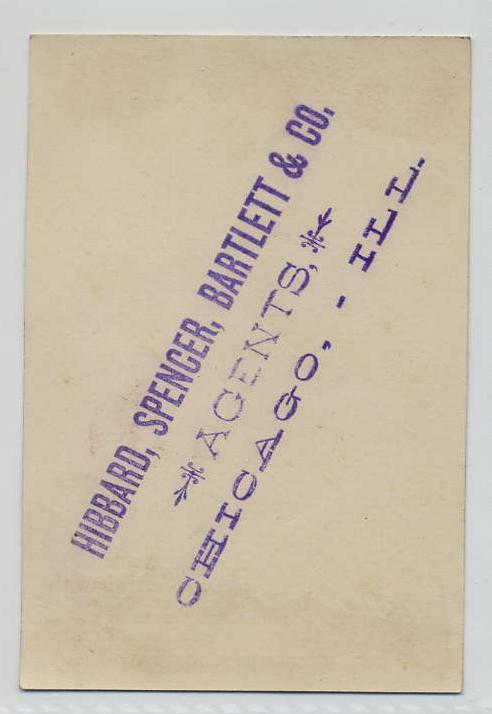 HIBBARD, SPENCER, BARTLETT & CO.
AGENTS,
CHICAGO, - ILL.